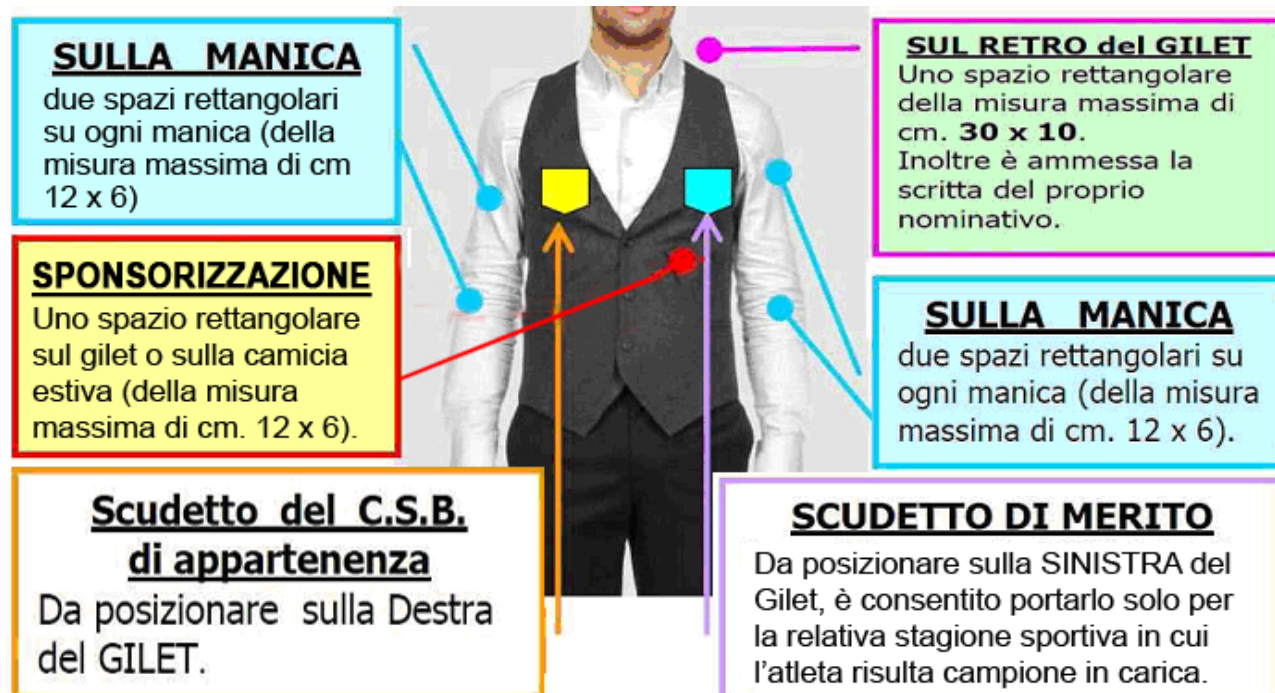 SULLA MANICA
due spazi rettangolari
su ogni manica (della
misura massima di cm
12 x 6)
SPONSORIZZAZIONE
Uno spazio rettangolare
sul gilet o sulla camicia
estiva (della misura
massima di cm. 12 x 6).
Scudetto del C.S.B.
di appartenenza
Da posizionare sulla Destra
del GILET.
SUL RETRO del GILET
Uno spazio rettangolare
della misura massima di
cm. 30 x 10.
Inoltre è ammessa la
scritta del proprio
nominativo.
SULLA MANICA
due spazi rettangolari su
ogni manica (della misura
massima di cm. 12 x 6).
SCUDETTO DI MERITO
Da posizionare sulla SINISTRA del
Gilet, è consentito portarlo solo per
la relativa stagione sportiva in cui
l'atleta risulta campione in carica.